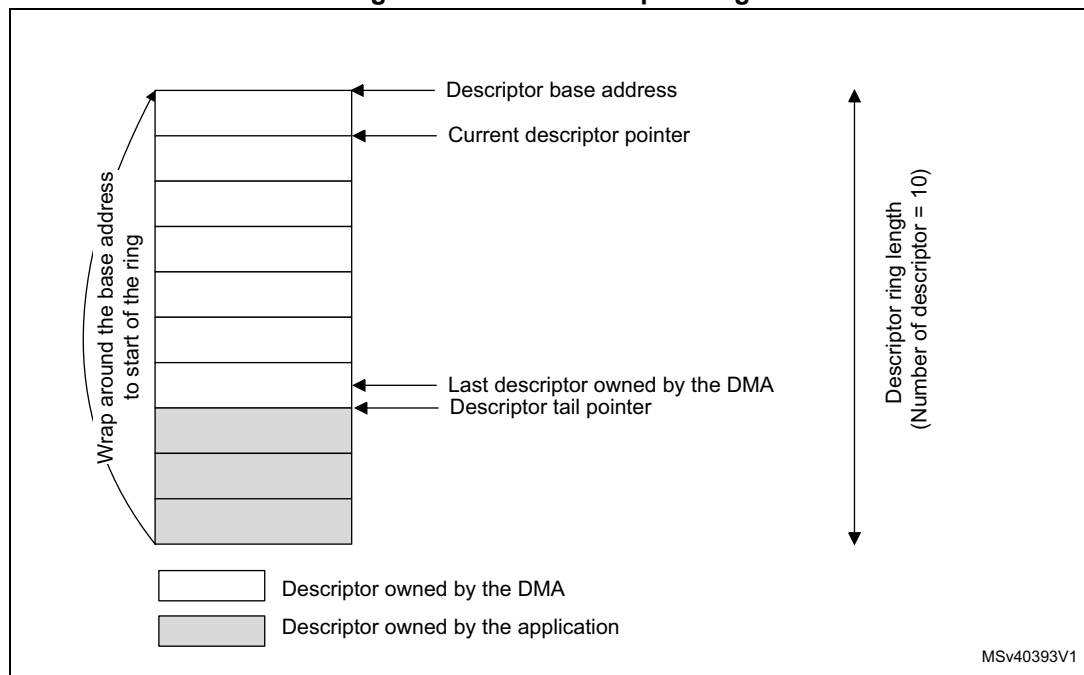 Descriptor base address
Current descriptor pointer
Wrap around the base address
to start of the ring
Descriptor ring length
(Number of descriptor = 10)
Last descriptor owned by the DMA
Descriptor tail pointer
Descriptor owned by the DMA
Descriptor owned by the application
MSv40393V1